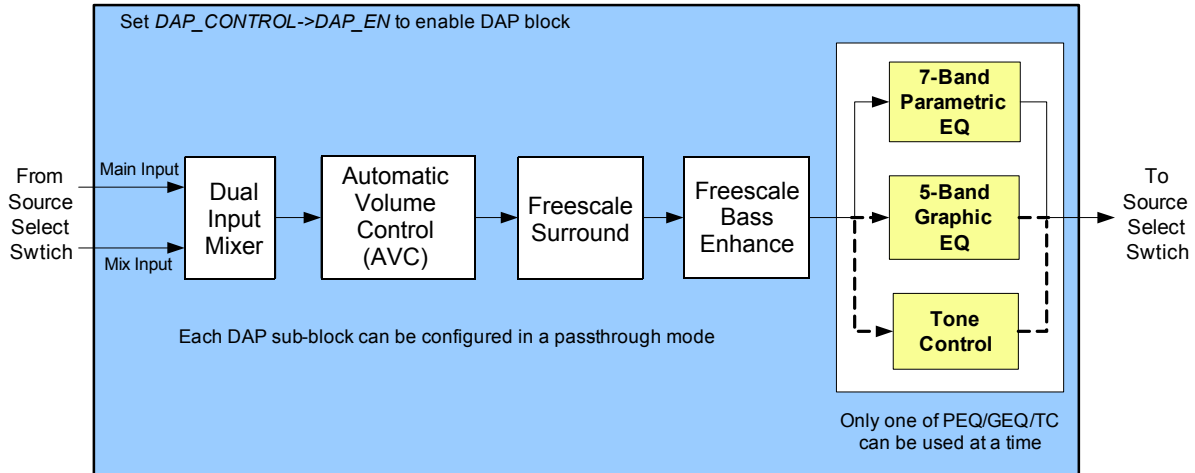 Set DAP_CONTROL->DAP_EN to enable DAP block
From
Source
Select
Swtich
Main Input
Mix Input
Dual
Input
Mixer
Automatic
Volume
Control
(AVC)
Freescale
Surround
Freescale
Bass
Enhance
7-Band
Parametric
EQ
5-Band
Graphic
EQ
Tone
Control
To
Source
Select
Swtich
Each DAP sub-block can be configured in a passthrough mode
Only one of PEQ/GEQ/TC
can be used at a time